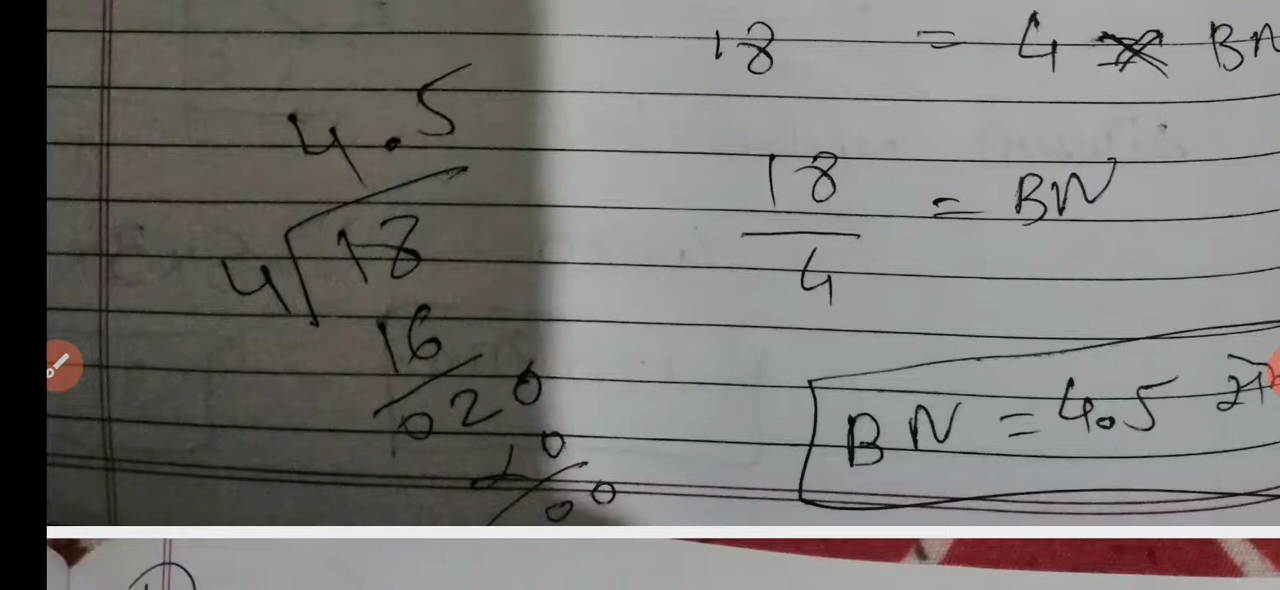 18 = 4 × BN
18/4 = BN
BN = 4.5
4.5
4 18
16
020
20
00